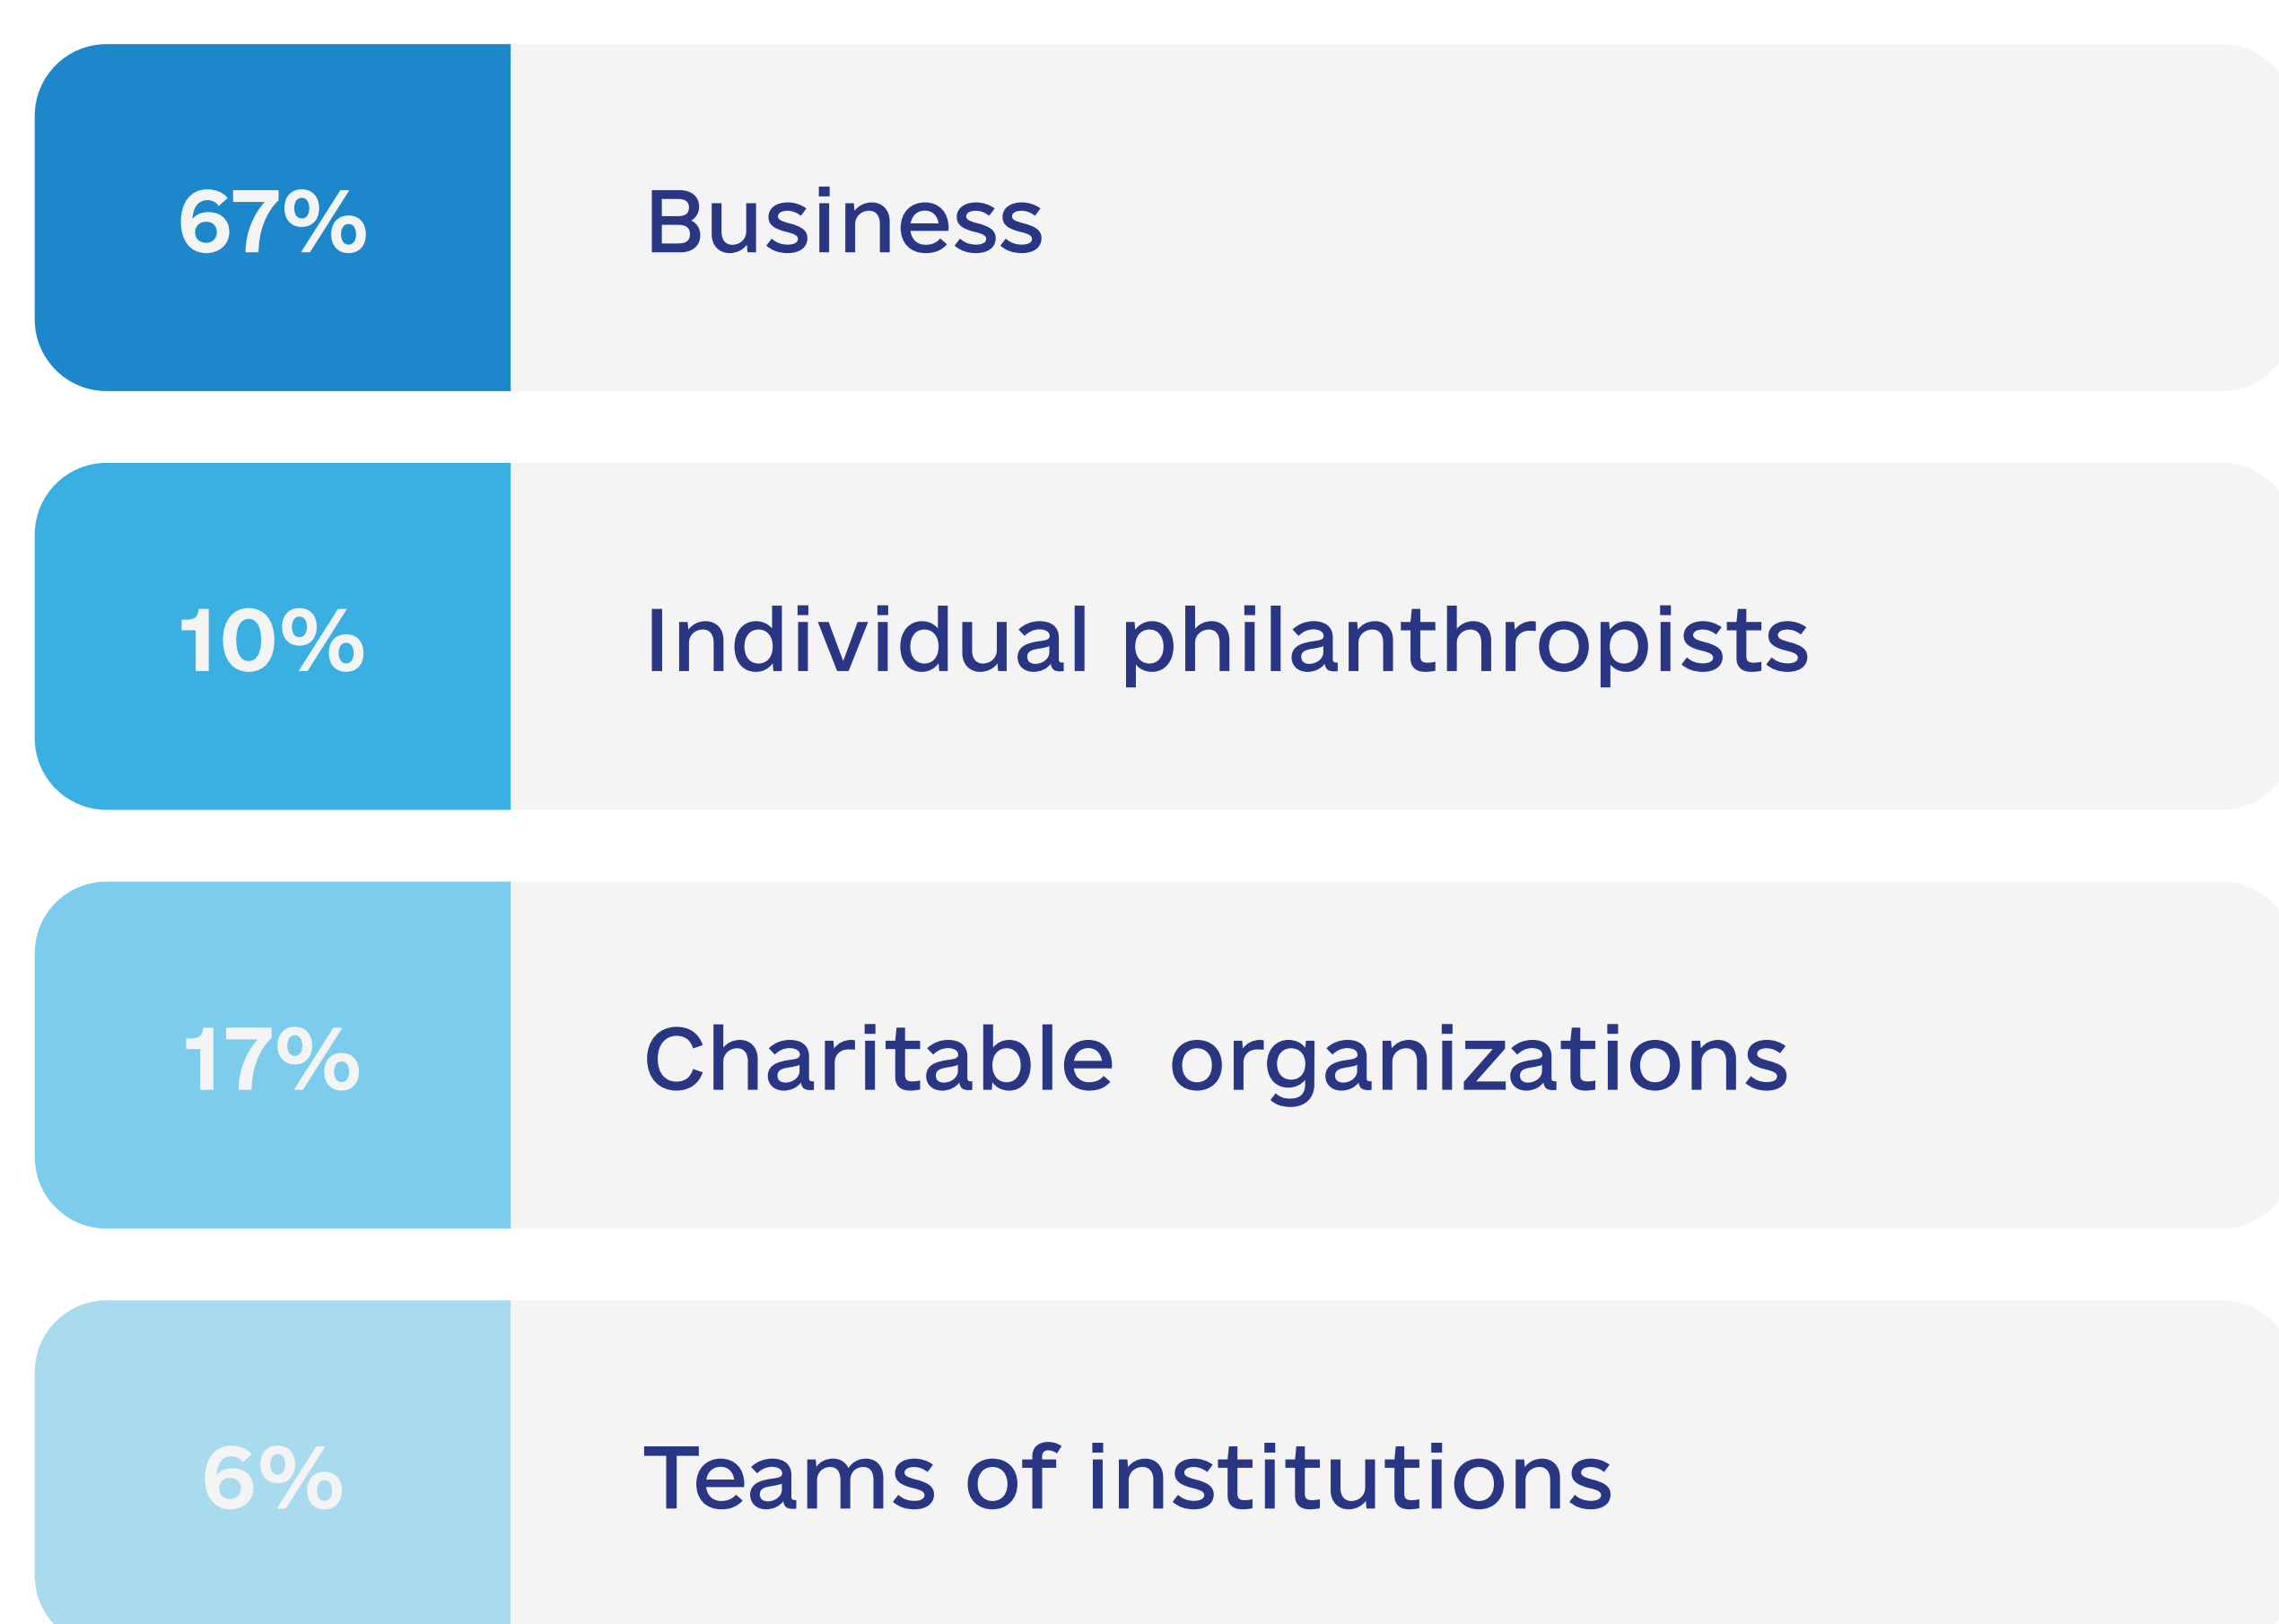 67% Business
10% Individual philanthropists
17% Charitable organizations
6% Teams of institutions